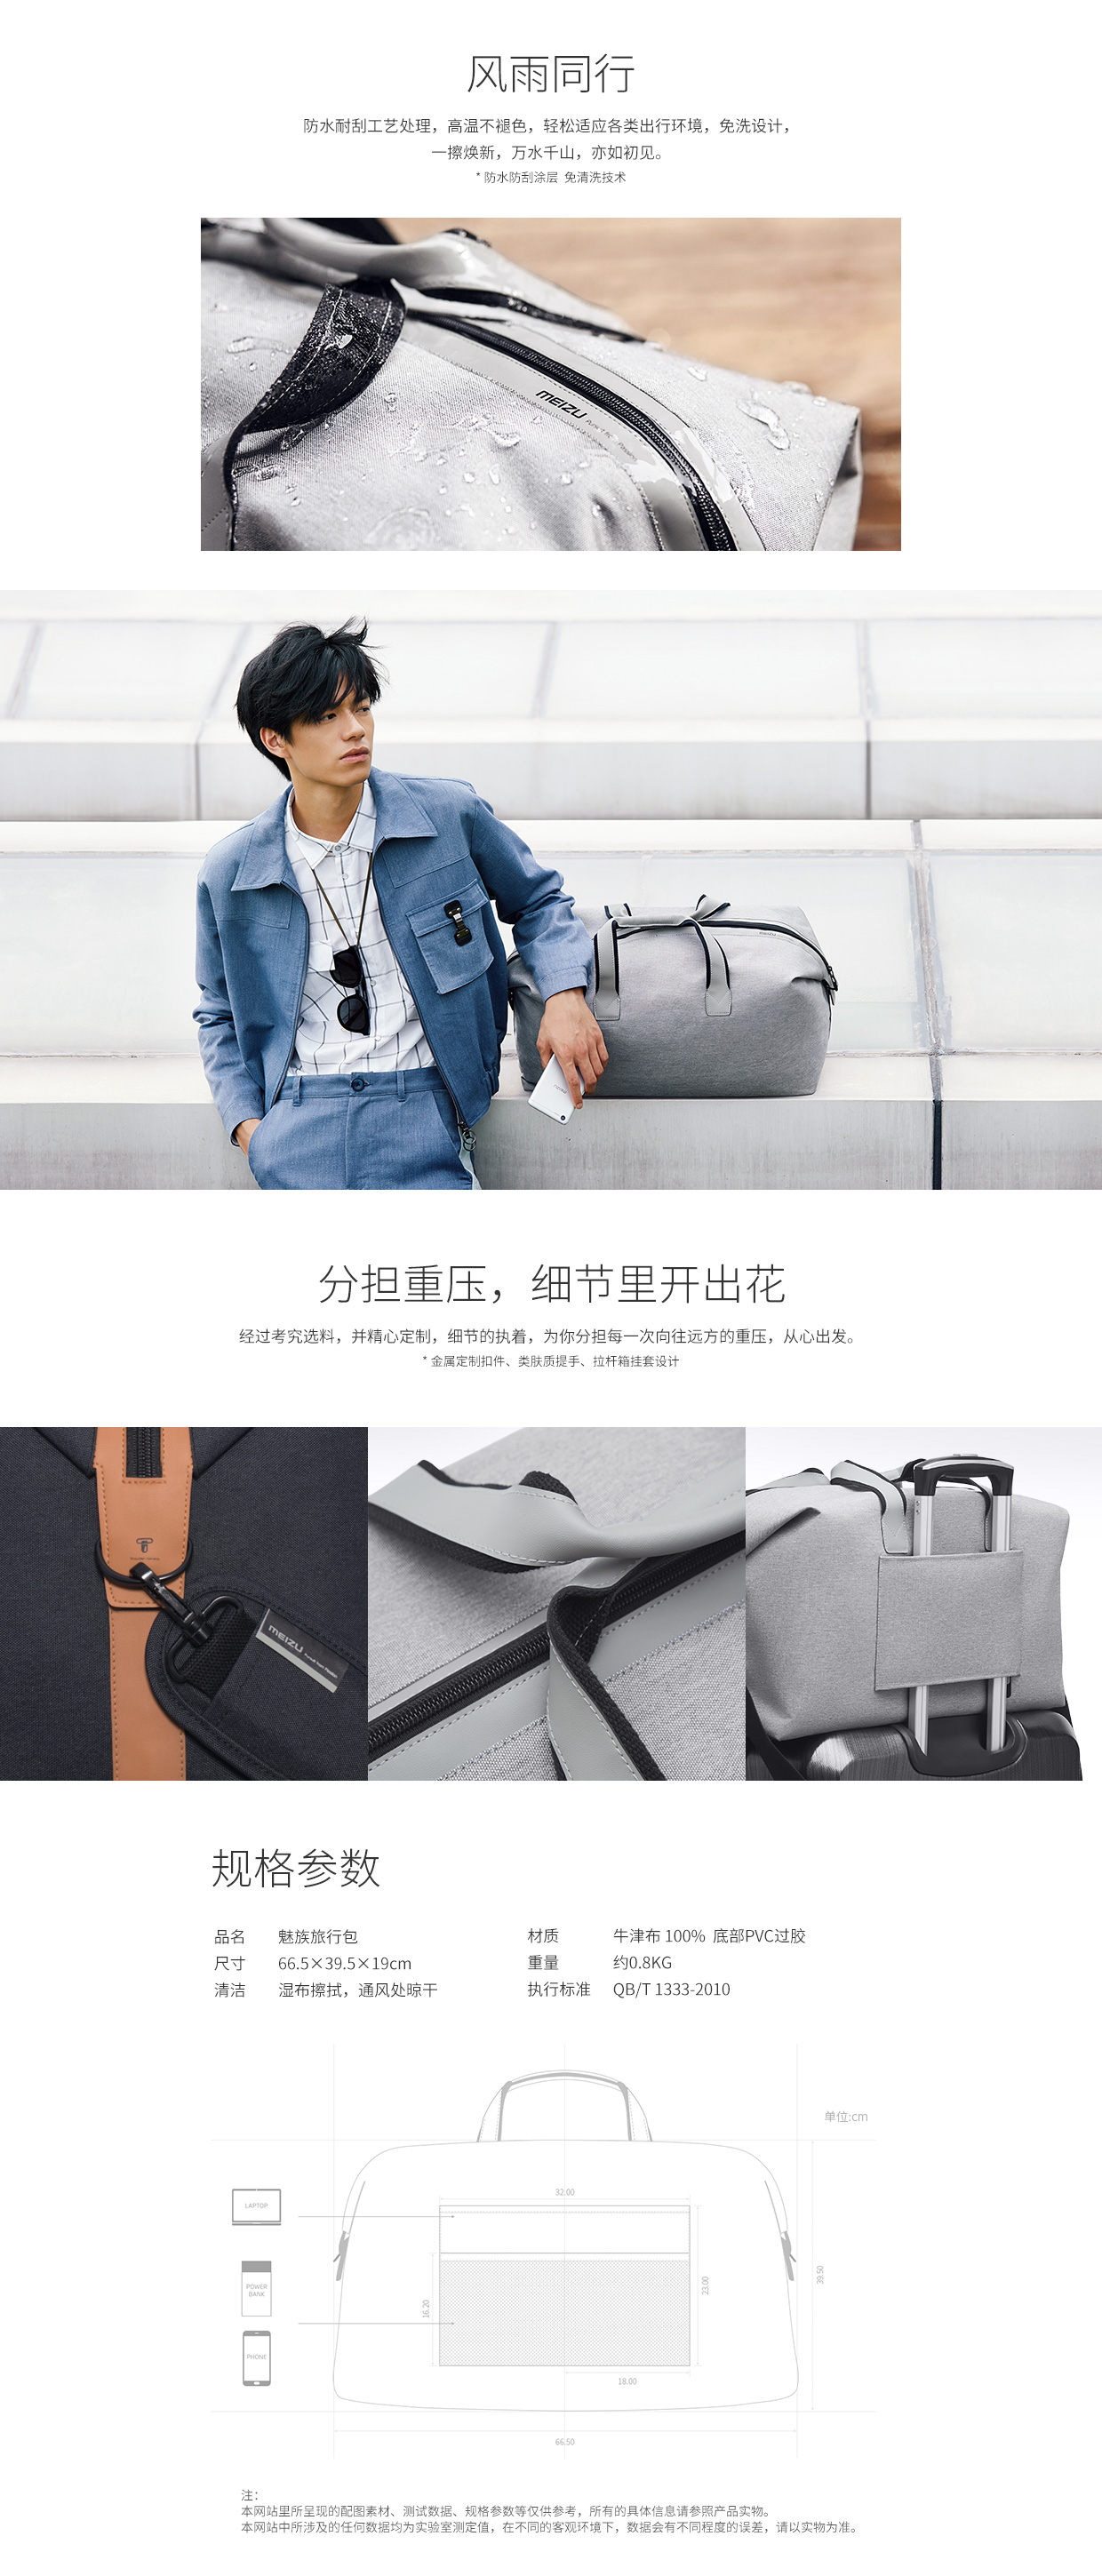 风雨同行
防水耐刮工艺处理，高温不褪色，轻松适应各类出行环境，免洗设计，
一擦焕新，万水千山，亦如初见。
* 防水防刮涂层 免清洗技术
MEIZU
MEIZU
分担重压，细节里开出花
经过考究选料，并精心定制，细节的执着，为你分担每一次向往远方的重压，从心出发。
* 金属定制扣件、类肤质提手、拉杆箱挂套设计
MEIZU
规格参数
品名 魅族旅行包
尺寸 66.5×39.5×19cm
清洁 湿布擦拭，通风处晾干
材质 牛津布 100% 底部PVC过胶
重量 约0.8KG
执行标准 QB/T 1333-2010
单位:cm
32.00
LAPTOP
POWER
BANK
PHONE
16.20
23.00
39.50
18.00
66.50
注：
本网站里所呈现的配图素材、测试数据、规格参数等仅供参考，所有的具体信息请参照产品实物。
本网站中所涉及的任何数据均为实验室测定值，在不同的客观环境下，数据会有不同程度的误差，请以实物为准。